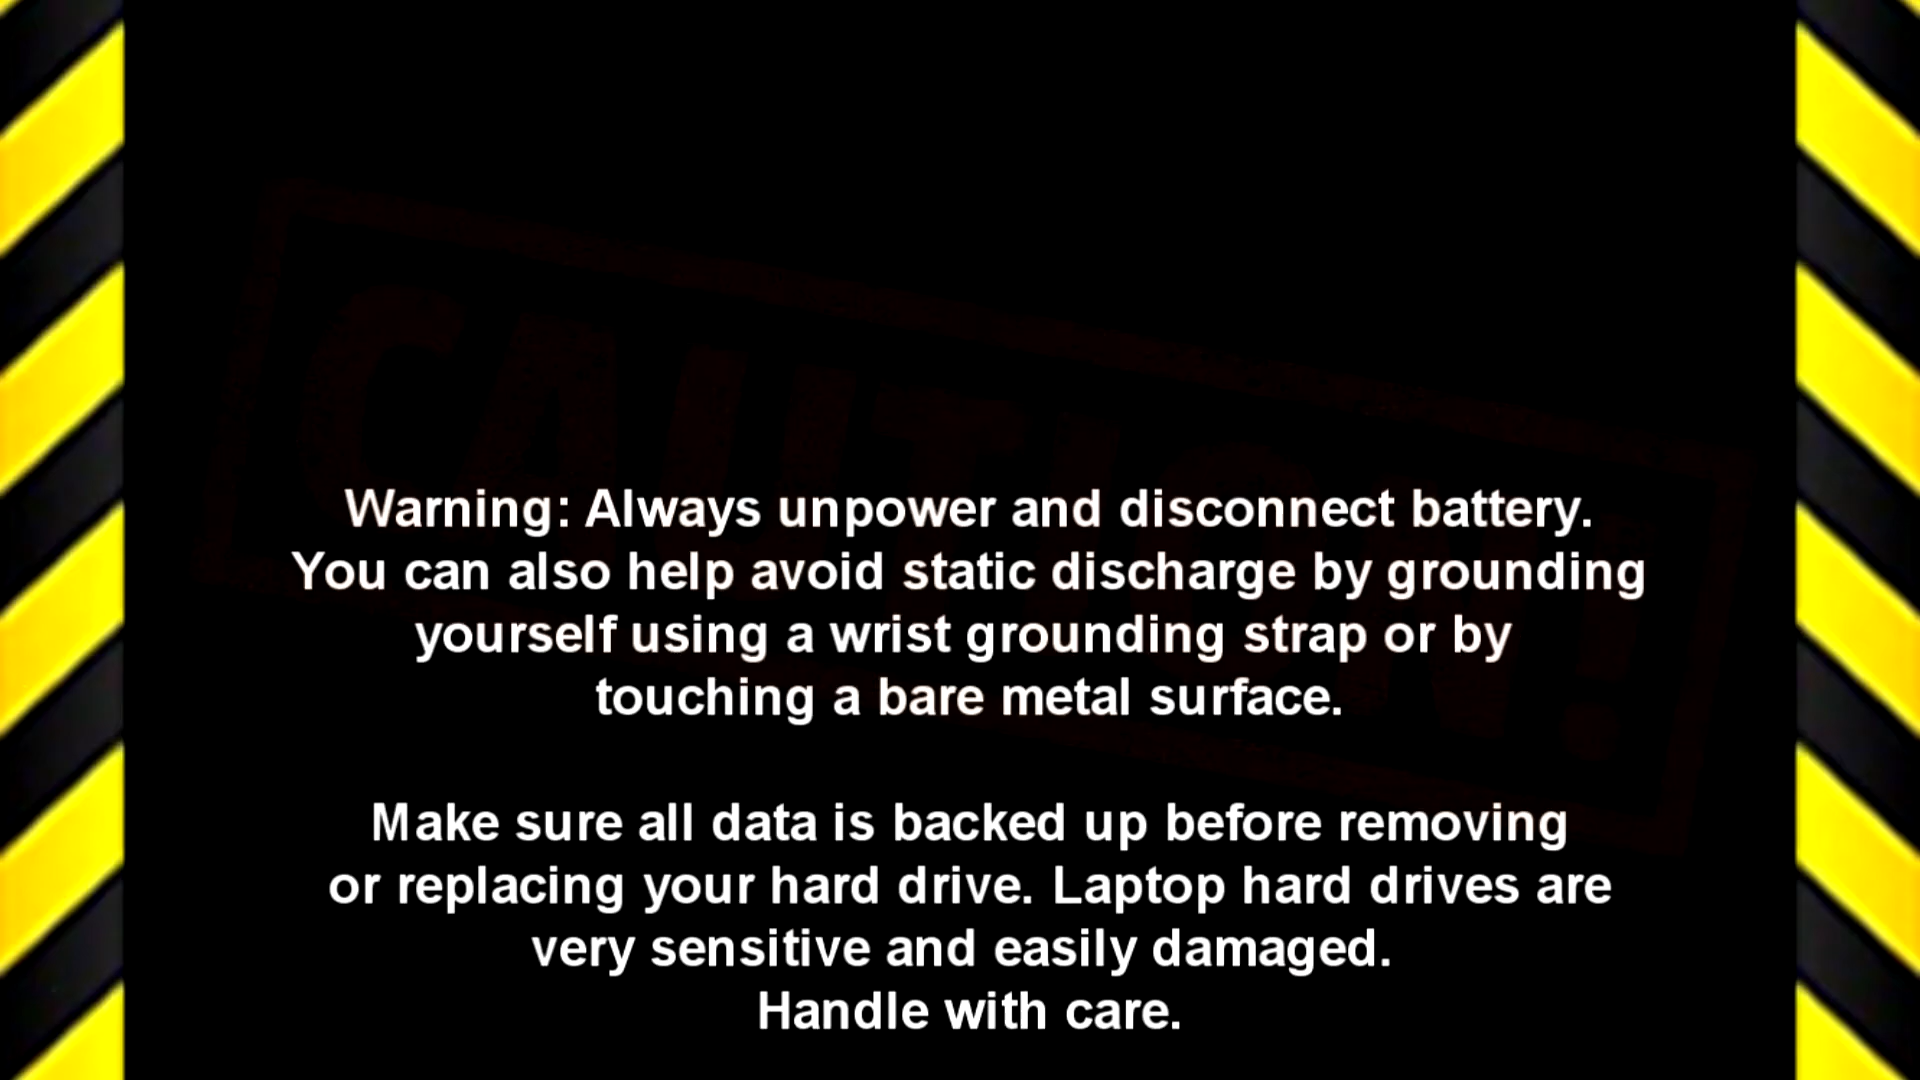 CAUTION!
Warning: Always unpower and disconnect battery.
You can also help avoid static discharge by grounding
yourself using a wrist grounding strap or by
touching a bare metal surface.
Make sure all data is backed up before removing
or replacing your hard drive. Laptop hard drives are
very sensitive and easily damaged.
Handle with care.